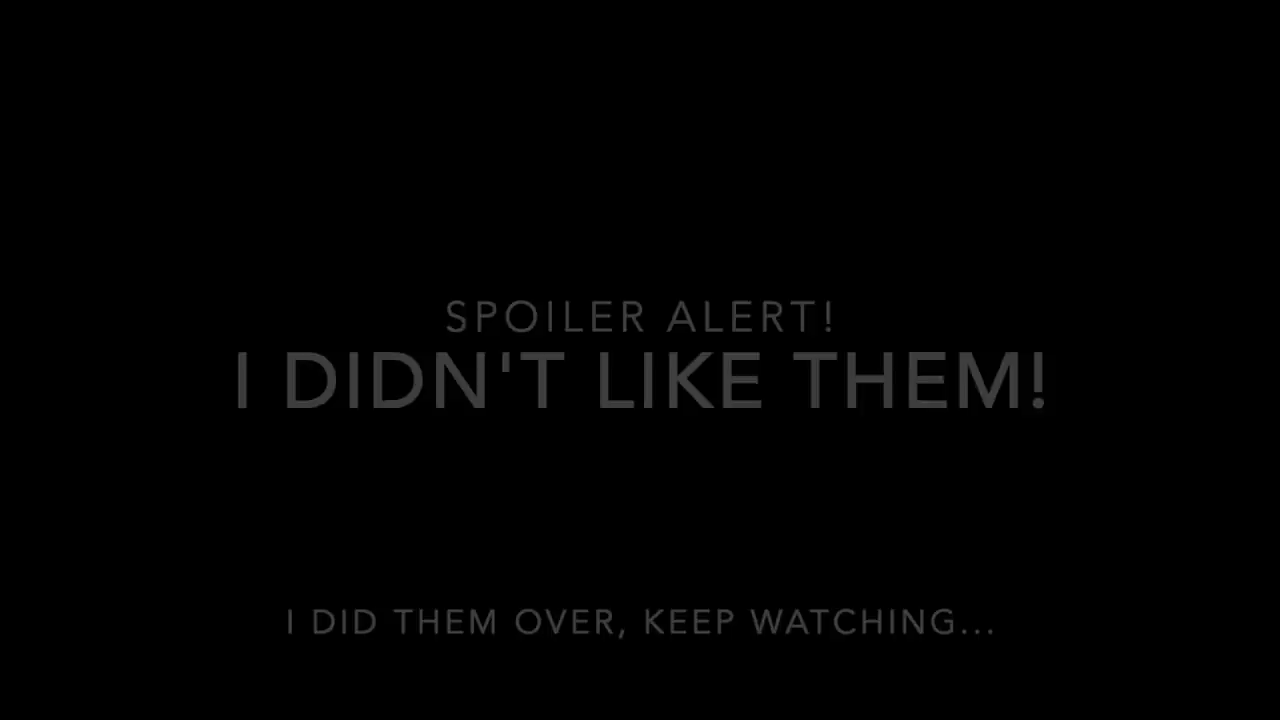 SPOILER ALERT!
I DIDN'T LIKE THEM!
I DID THEM OVER, KEEP WATCHING...